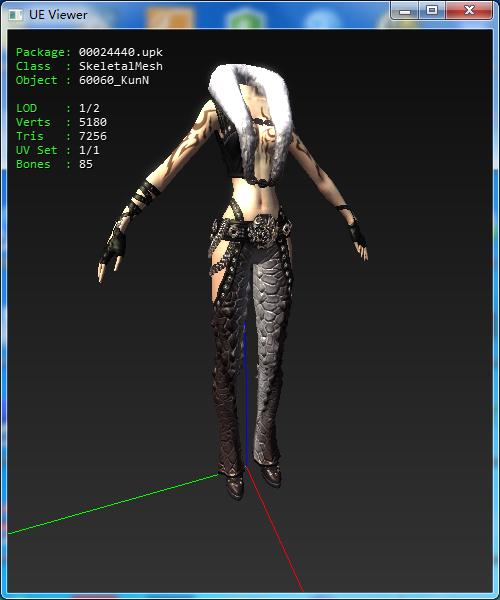 UE Viewer
Package: 00024440.upk
Class : SkeletalMesh
Object : 60060_KunN
LOD : 1/2
Verts : 5180
Tris : 7256
UV Set : 1/1
Bones : 85